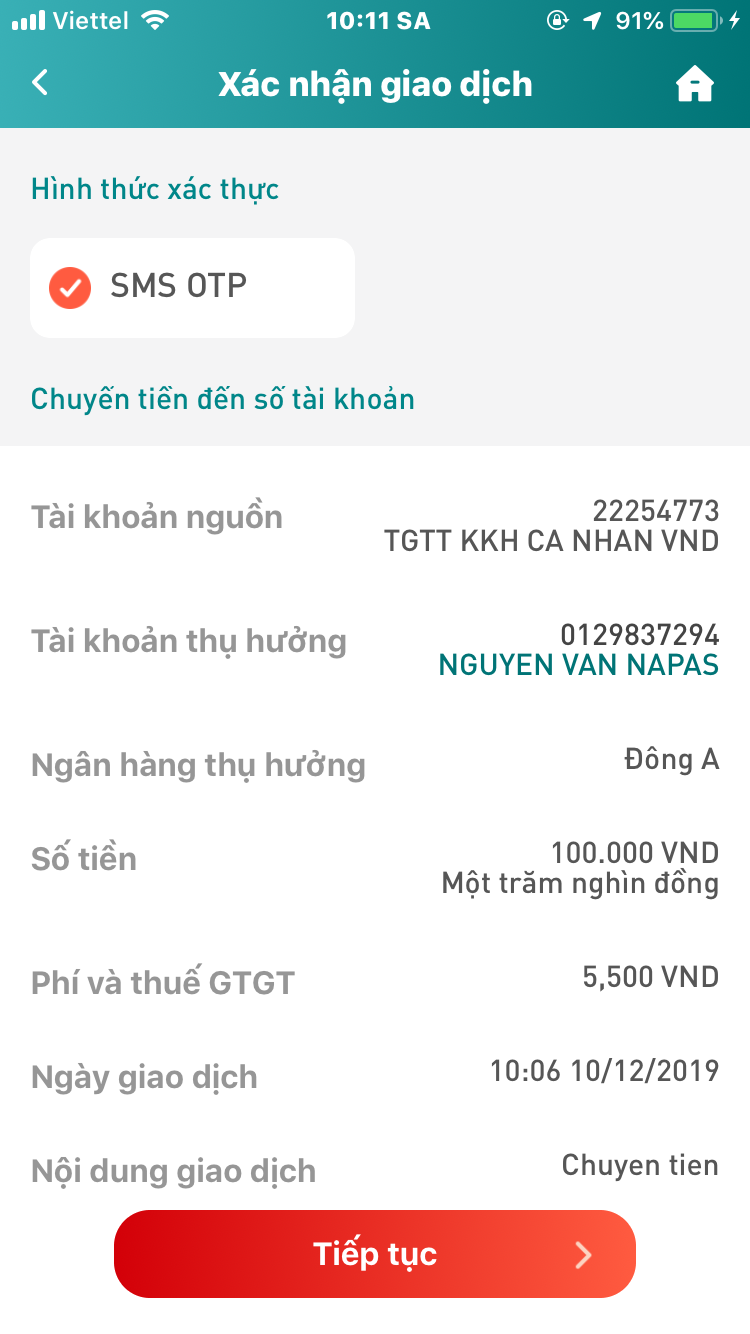 Viettel 10:11 SA 91%
Xác nhận giao dịch
Hình thức xác thực
SMS OTP
Chuyển tiền đến số tài khoản
Tài khoản nguồn
22254773
TGTT KKH CA NHAN VND
Tài khoản thụ hưởng
0129837294
NGUYEN VAN NAPAS
Ngân hàng thụ hưởng
Đông A
Số tiền
100.000 VND
Một trăm nghìn đồng
Phí và thuế GTGT
5,500 VND
Ngày giao dịch
10:06 10/12/2019
Nội dung giao dịch
Chuyen tien
Tiếp tục